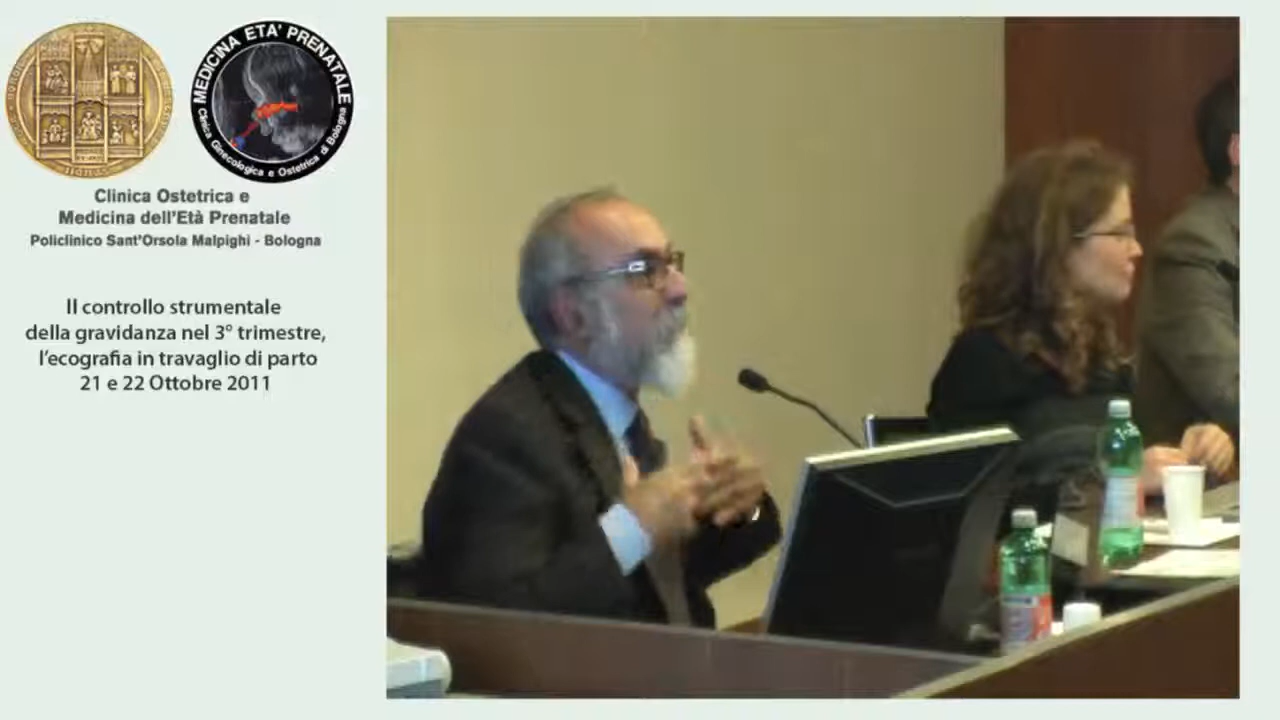 MEDICINA ETA' PRENATALE
Clinica Ginecologica e Ostetrica di Bologna
Clinica Ostetrica e
Medicina dell'Età Prenatale
Policlinico Sant'Orsola Malpighi - Bologna
Il controllo strumentale
della gravidanza nel 3° trimestre,
l'ecografia in travaglio di parto
21 e 22 Ottobre 2011